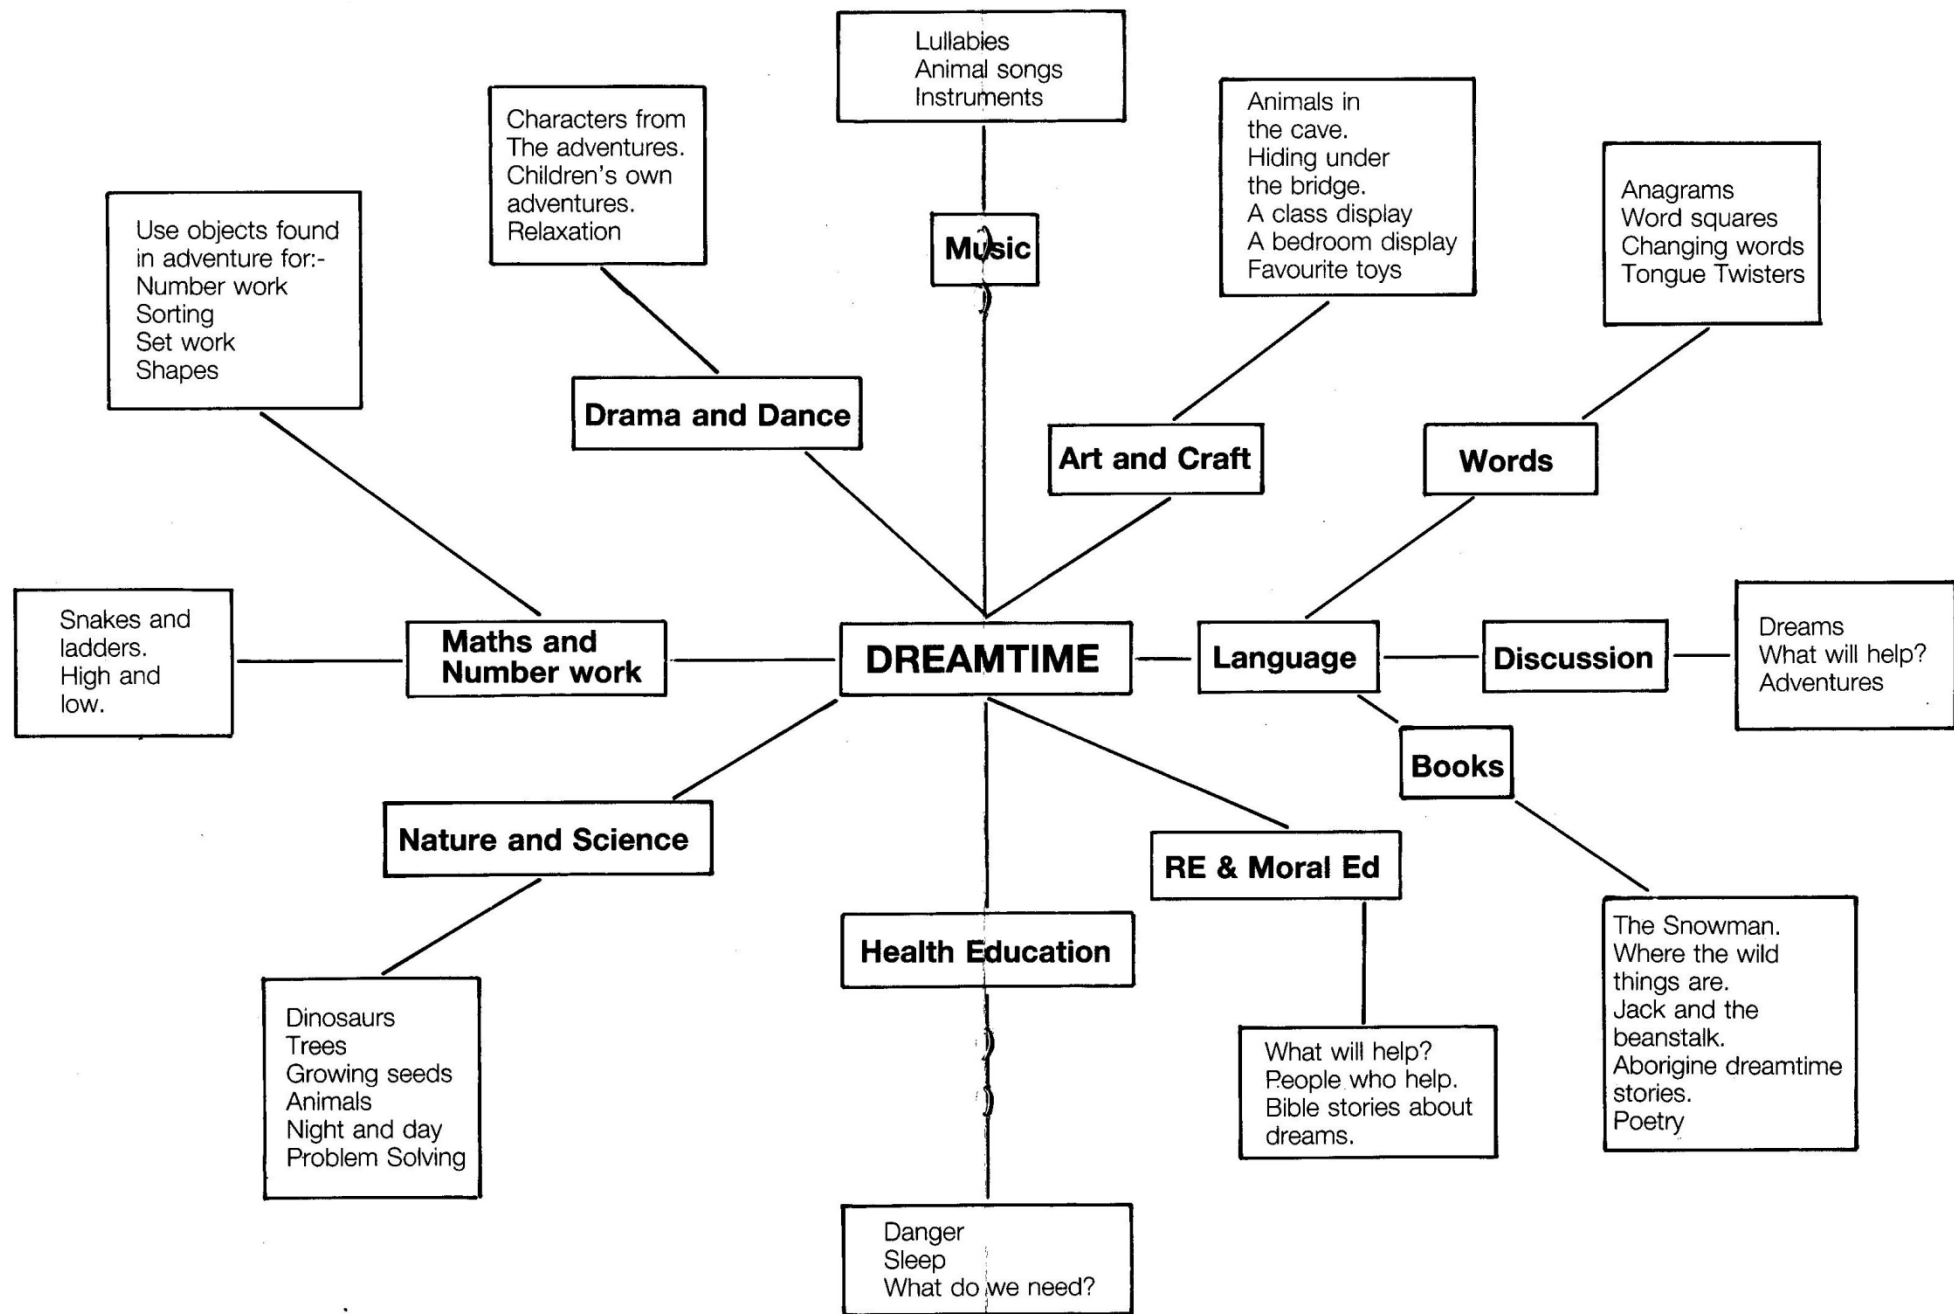 Lullabies
Animal songs
Instruments
Characters from
The adventures.
Children's own
adventures.
Relaxation
Animals in
the cave.
Hiding under
the bridge.
A class display
A bedroom display
Favourite toys
Anagrams
Word squares
Changing words
Tongue Twisters
Use objects found
in adventure for:-
Number work
Sorting
Set work
Shapes
Music
Drama and Dance
Art and Craft
Words
Snakes and
ladders.
High and
low.
Maths and
Number work
DREAMTIME
Language
Discussion
Dreams
What will help?
Adventures
Books
Nature and Science
RE & Moral Ed
Health Education
The Snowman.
Where the wild
things are.
Jack and the
beanstalk.
Aborigine dreamtime
stories.
Poetry
Dinosaurs
Trees
Growing seeds
Animals
Night and day
Problem Solving
What will help?
People who help.
Bible stories about
dreams.
Danger
Sleep
What do we need?